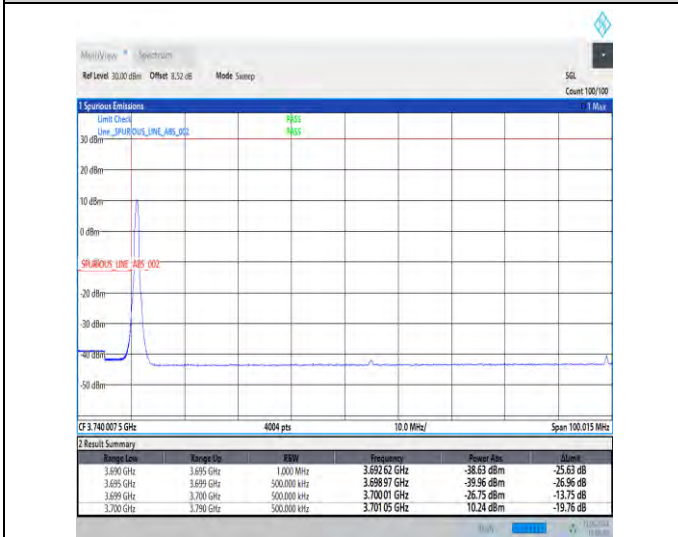 MultiView Spectrum
Ref Level 30.00 dBm Offset 8.52 dB Mode Sweep SGL
Count 100/100
1 Spurious Emissions 1 Max
Limit Check PASS
Line _SPURIOUS_LINE_ABS_002 PASS
30 dBm
20 dBm
10 dBm
0 dBm
_SPURIOUS_LINE_ABS_002
-20 dBm
-30 dBm
-40 dBm
-50 dBm
CF 3.740 007 5 GHz 4004 pts 10.0 MHz/ Span 100.015 MHz
2 Result Summary
Range Low Range Up RBW Frequency Power Abs ΔLimit
3.690 GHz 3.695 GHz 1.000 MHz 3.692 62 GHz -38.63 dBm -25.63 dB
3.695 GHz 3.699 GHz 500.000 kHz 3.698 97 GHz -39.96 dBm -26.96 dB
3.699 GHz 3.700 GHz 500.000 kHz 3.700 01 GHz -26.75 dBm -13.75 dB
3.700 GHz 3.790 GHz 500.000 kHz 3.701 05 GHz 10.24 dBm -19.76 dB